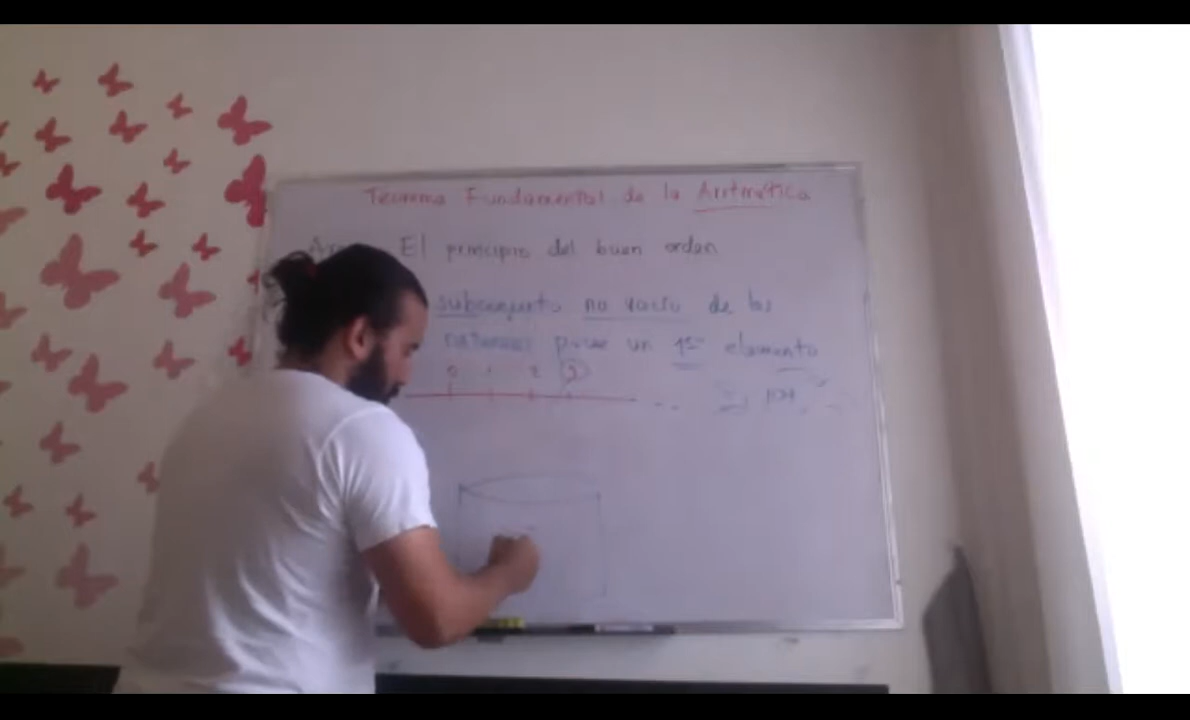 Teorema Fundamental de la Aritmética
El principio del buen orden
subconjunto no vacío de los
naturales posee un 1er elemento
0 1 2 3